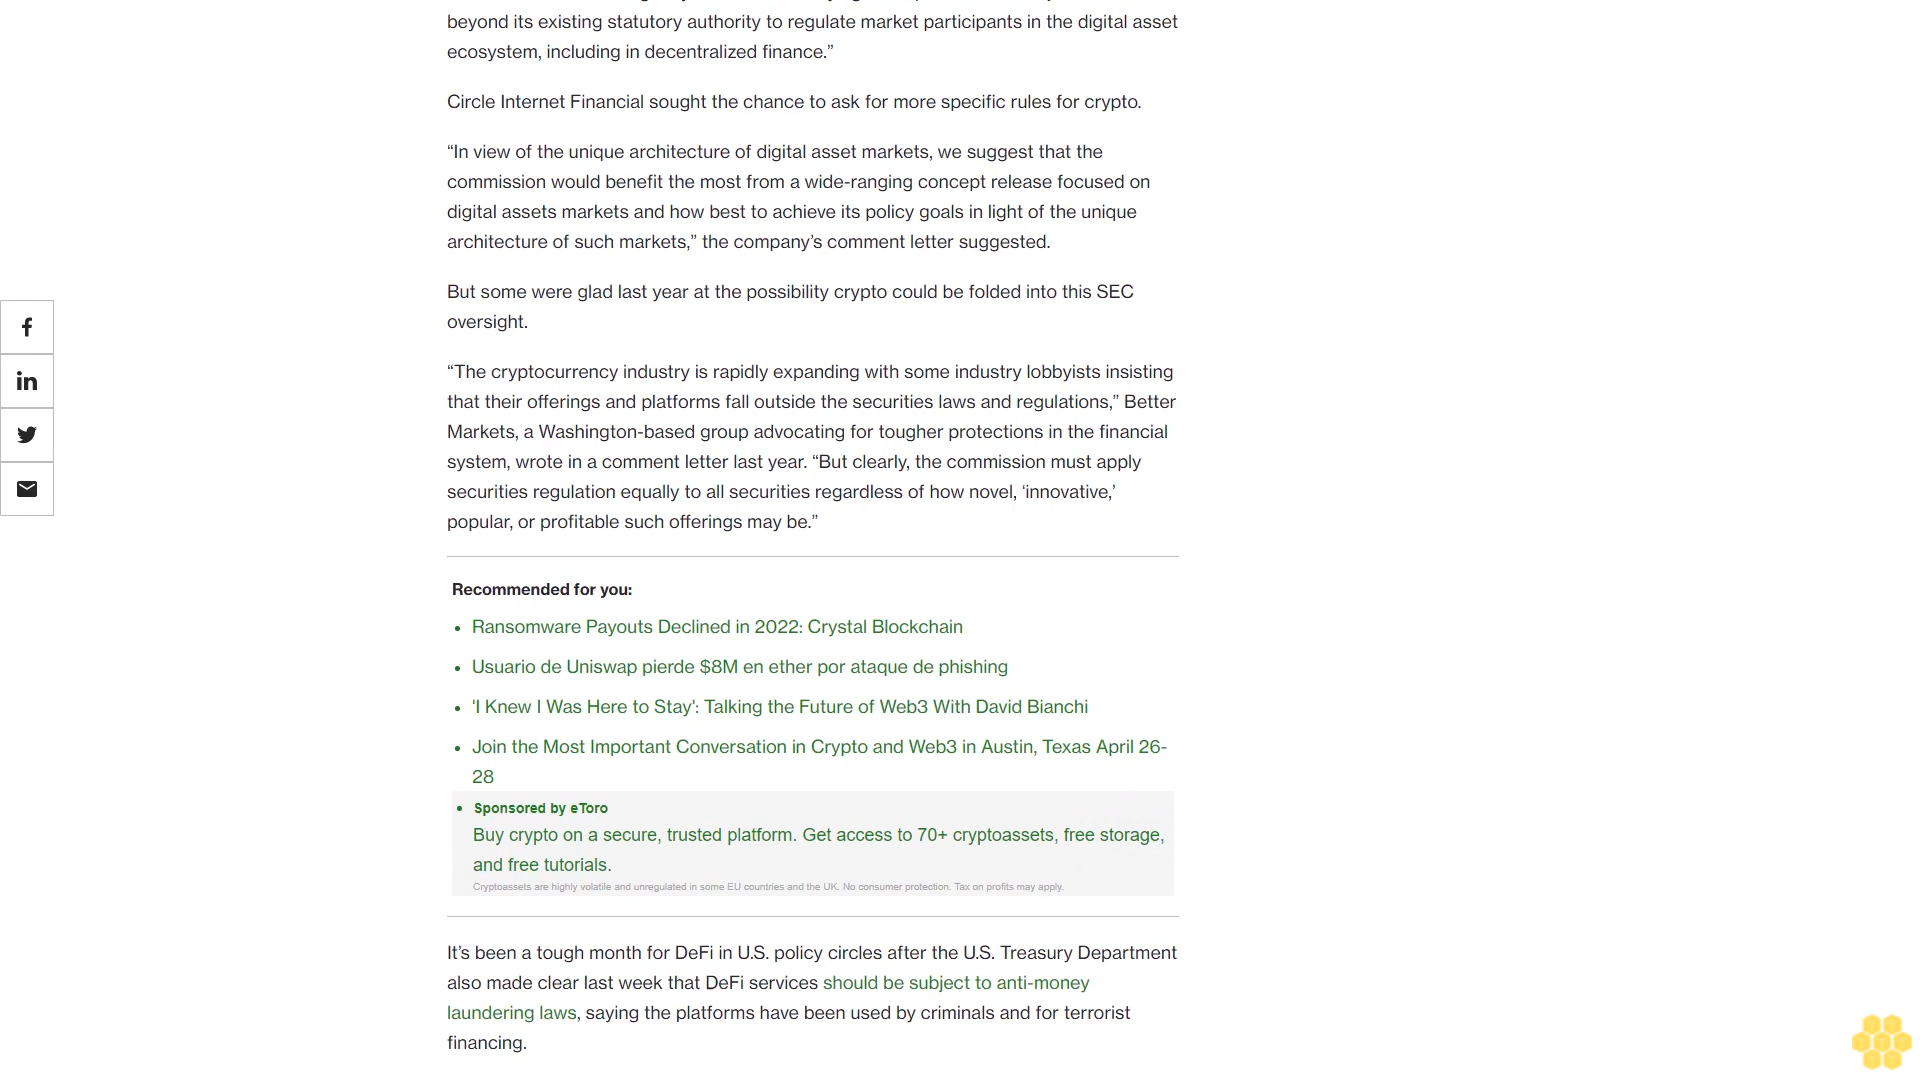 beyond its existing statutory authority to regulate market participants in the digital asset
ecosystem, including in decentralized finance.”
Circle Internet Financial sought the chance to ask for more specific rules for crypto.
“In view of the unique architecture of digital asset markets, we suggest that the
commission would benefit the most from a wide-ranging concept release focused on
digital assets markets and how best to achieve its policy goals in light of the unique
architecture of such markets,” the company’s comment letter suggested.
But some were glad last year at the possibility crypto could be folded into this SEC
oversight.
“The cryptocurrency industry is rapidly expanding with some industry lobbyists insisting
that their offerings and platforms fall outside the securities laws and regulations,” Better
Markets, a Washington-based group advocating for tougher protections in the financial
system, wrote in a comment letter last year. “But clearly, the commission must apply
securities regulation equally to all securities regardless of how novel, ‘innovative,’
popular, or profitable such offerings may be.”
Recommended for you:
• Ransomware Payouts Declined in 2022: Crystal Blockchain
• Usuario de Uniswap pierde $8M en ether por ataque de phishing
• 'I Knew I Was Here to Stay': Talking the Future of Web3 With David Bianchi
• Join the Most Important Conversation in Crypto and Web3 in Austin, Texas April 26-
28
• Sponsored by eToro
Buy crypto on a secure, trusted platform. Get access to 70+ cryptoassets, free storage,
and free tutorials.
Cryptoassets are highly volatile and unregulated in some EU countries and the UK. No consumer protection. Tax on profits may apply.
It’s been a tough month for DeFi in U.S. policy circles after the U.S. Treasury Department
also made clear last week that DeFi services should be subject to anti-money
laundering laws, saying the platforms have been used by criminals and for terrorist
financing.